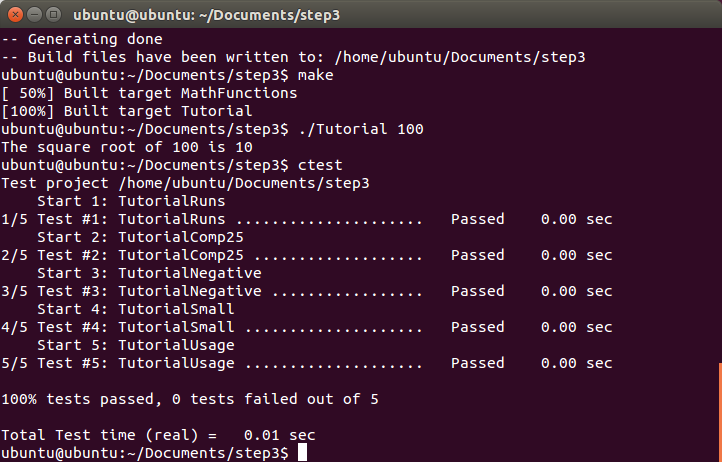 ubuntu@ubuntu: ~/Documents/step3
-- Generating done
-- Build files have been written to: /home/ubuntu/Documents/step3
ubuntu@ubuntu:~/Documents/step3$ make
[ 50%] Built target MathFunctions
[100%] Built target Tutorial
ubuntu@ubuntu:~/Documents/step3$ ./Tutorial 100
The square root of 100 is 10
ubuntu@ubuntu:~/Documents/step3$ ctest
Test project /home/ubuntu/Documents/step3
    Start 1: TutorialRuns
1/5 Test #1: TutorialRuns .....................   Passed    0.00 sec
    Start 2: TutorialComp25
2/5 Test #2: TutorialComp25 ...................   Passed    0.00 sec
    Start 3: TutorialNegative
3/5 Test #3: TutorialNegative .................   Passed    0.00 sec
    Start 4: TutorialSmall
4/5 Test #4: TutorialSmall ....................   Passed    0.00 sec
    Start 5: TutorialUsage
5/5 Test #5: TutorialUsage ....................   Passed    0.00 sec

100% tests passed, 0 tests failed out of 5

Total Test time (real) =   0.01 sec
ubuntu@ubuntu:~/Documents/step3$